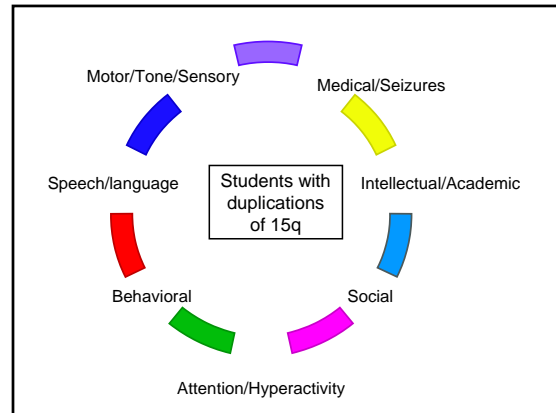 Motor/Tone/Sensory
Medical/Seizures
Speech/language
Students with
duplications
of 15q
Intellectual/Academic
Behavioral
Social
Attention/Hyperactivity